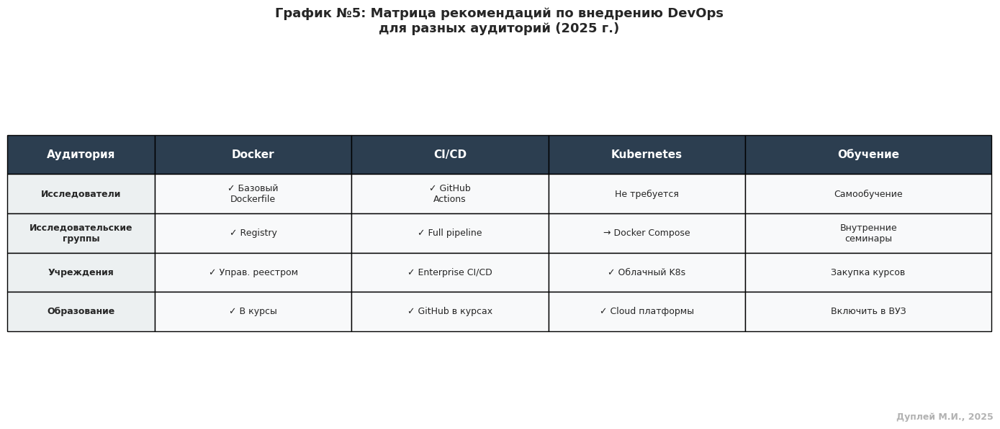 График №5: Матрица рекомендаций по внедрению DevOps
для разных аудиторий (2025 г.)
Аудитория Docker CI/CD Kubernetes Обучение
Исследователи ✓ Базовый Dockerfile ✓ GitHub Actions Не требуется Самообучение
Исследовательские группы ✓ Registry ✓ Full pipeline → Docker Compose Внутренние семинары
Учреждения ✓ Управ. реестром ✓ Enterprise CI/CD ✓ Облачный K8s Закупка курсов
Образование ✓ В курсы ✓ GitHub в курсах ✓ Cloud платформы Включить в ВУЗ
Дуплей М.И., 2025